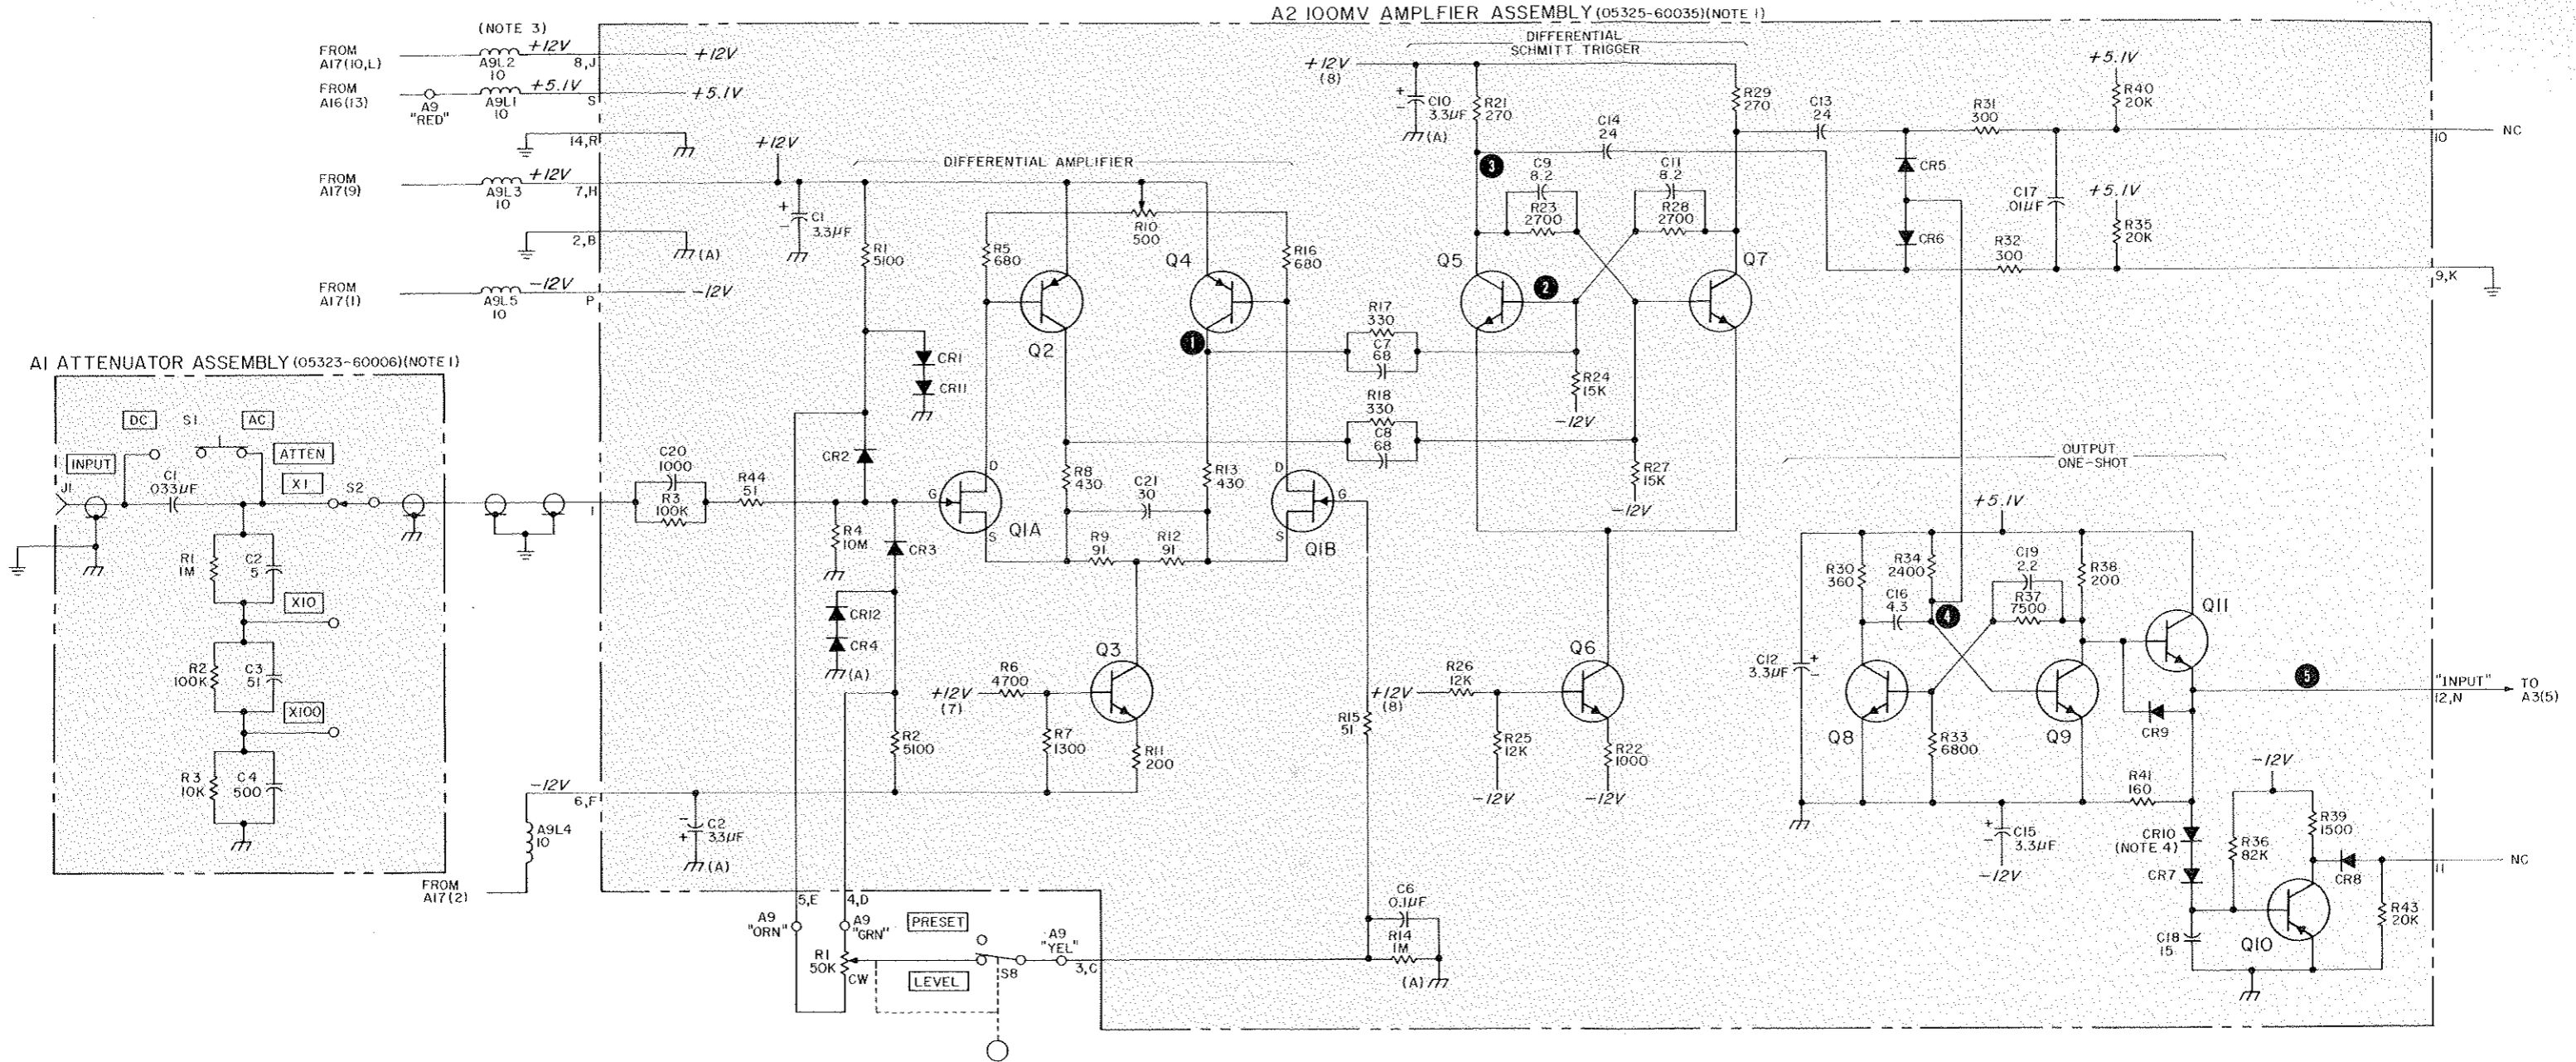 A2 100MV AMPLFIER ASSEMBLY (05325-60035)(NOTE 1)
(NOTE 3)
FROM
A17(10,L)
A9L2
10
+12V
8,J
+12V
FROM
A16(13)
A9
"RED"
A9L1
10
+5.1V
S
+5.1V
14,R
FROM
A17(9)
A9L3
10
+12V
7,H
2,B
(A)
FROM
A17(1)
A9L5
10
-12V
P
-12V
A1 ATTENUATOR ASSEMBLY (05323-60006)(NOTE 1)
DC
S1
AC
INPUT
J1
C1
.033µF
ATTEN
X1
S2
R1
1M
C2
5
X10
R2
100K
C3
51
X100
R3
10K
C4
500
1
-12V
6,F
A9L4
10
FROM
A17(2)
+12V
C1
3.3µF
DIFFERENTIAL AMPLIFIER
R1
5100
R5
680
R10
500
R16
680
Q2
Q4
1
CR1
CR11
CR2
C20
1000
R3
100K
R44
51
R4
10M
CR3
CR12
CR4
(A)
G
D
S
Q1A
R8
430
C21
30
R13
430
R9
91
R12
91
D
G
S
Q1B
Q3
+12V
(7)
R6
4700
R7
1300
R11
200
R2
5100
C2
33µF
(A)
5,E
4,D
A9
"ORN"
A9
"GRN"
R1
50K
CW
PRESET
LEVEL
S8
A9
"YEL"
3,C
R15
51
C6
0.1µF
R14
1M
(A)
DIFFERENTIAL
SCHMITT TRIGGER
+12V
(8)
C10
3.3µF
(A)
R21
270
R29
270
C14
24
C13
24
3
C9
8.2
R23
2700
C11
8.2
R28
2700
Q5
2
Q7
R17
330
C7
68
R24
15K
-12V
R18
330
C8
68
R27
15K
-12V
Q6
+12V
(8)
R26
12K
R25
12K
-12V
R22
1000
-12V
R31
300
+5.1V
R40
20K
10
NC
CR5
CR6
C17
.01µF
+5.1V
R35
20K
R32
300
9,K
OUTPUT
ONE-SHOT
+5.1V
R30
360
R34
2400
C16
4.3
4
C19
2.2
R37
7500
R38
200
Q11
C12
3.3µF
Q8
R33
6800
Q9
CR9
5
"INPUT"
12,N
TO
A3(5)
R41
160
C15
3.3µF
-12V
CR10
(NOTE 4)
CR7
R36
82K
-12V
R39
1500
CR8
11
NC
C18
15
Q10
R43
20K